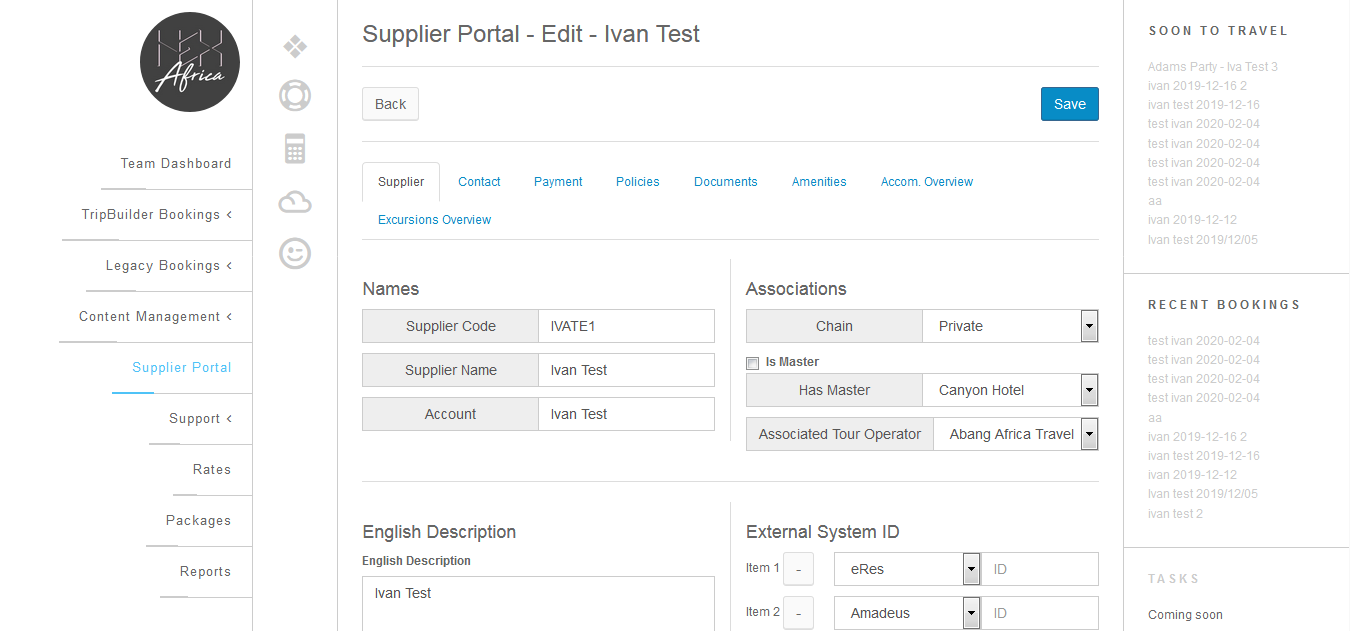 HEX
Africa
Team Dashboard
TripBuilder Bookings <
Legacy Bookings <
Content Management <
Supplier Portal
Support <
Rates
Packages
Reports
Supplier Portal - Edit - Ivan Test
Back
Save
Supplier
Contact
Payment
Policies
Documents
Amenities
Accom. Overview
Excursions Overview
Names
Supplier Code
IVATE1
Supplier Name
Ivan Test
Account
Ivan Test
Associations
Chain
Private
Is Master
Has Master
Canyon Hotel
Associated Tour Operator
Abang Africa Travel
English Description
English Description
Ivan Test
External System ID
Item 1
-
eRes
ID
Item 2
-
Amadeus
ID
SOON TO TRAVEL
Adams Party - Iva Test 3
ivan 2019-12-16 2
ivan test 2019-12-16
test ivan 2020-02-04
test ivan 2020-02-04
test ivan 2020-02-04
test ivan 2020-02-04
aa
ivan 2019-12-12
Ivan test 2019/12/05
RECENT BOOKINGS
test ivan 2020-02-04
test ivan 2020-02-04
test ivan 2020-02-04
test ivan 2020-02-04
aa
ivan 2019-12-16 2
ivan test 2019-12-16
ivan 2019-12-12
Ivan test 2019/12/05
ivan test 2
TASKS
Coming soon